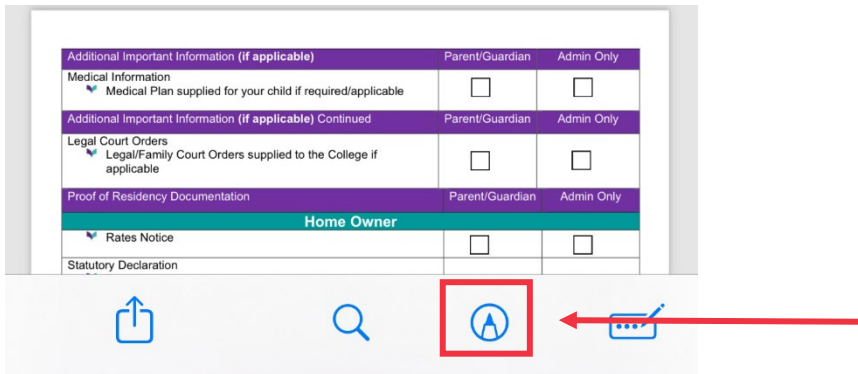 Additional Important Information (if applicable) Parent/Guardian Admin Only
Medical Information
Medical Plan supplied for your child if required/applicable
Additional Important Information (if applicable) Continued Parent/Guardian Admin Only
Legal Court Orders
Legal/Family Court Orders supplied to the College if
applicable
Proof of Residency Documentation Parent/Guardian Admin Only
Home Owner
Rates Notice
Statutory Declaration